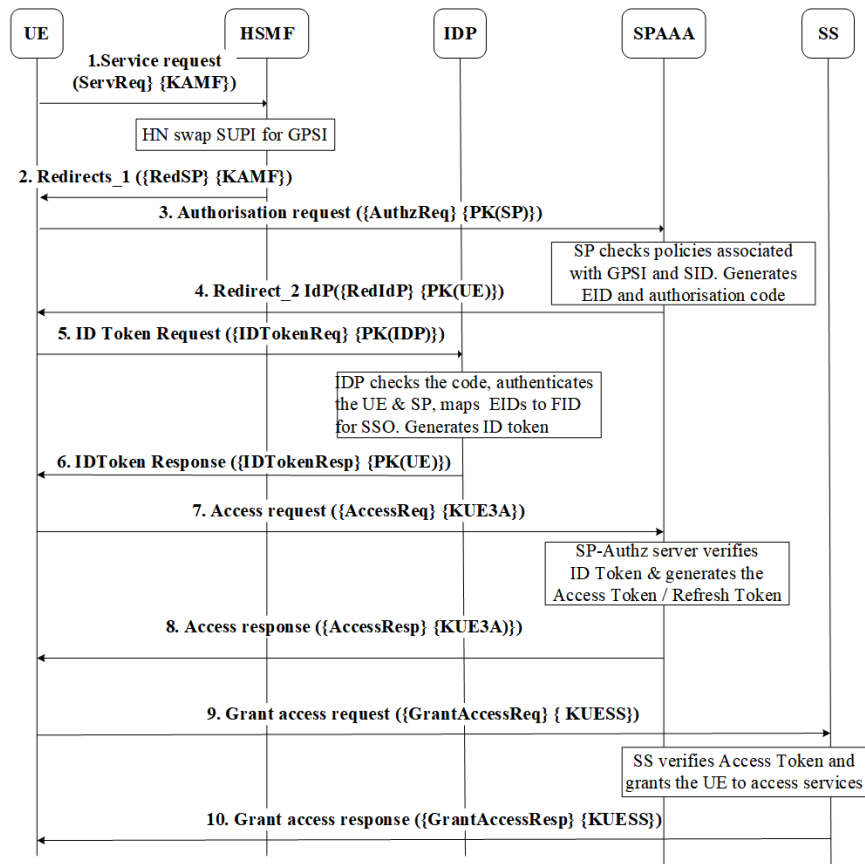 UE
HSMF
IDP
SPAAA
SS
1.Service request
(ServReq} {KAMF})
HN swap SUPI for GPSI
2. Redirects_1 ({RedSP} {KAMF})
3. Authorisation request ({AuthzReq} {PK(SP)})
SP checks policies associated
with GPSI and SID. Generates
EID and authorisation code
4. Redirect_2 IdP({RedIdP} {PK(UE)})
5. ID Token Request ({IDTokenReq} {PK(IDP)})
IDP checks the code, authenticates
the UE & SP, maps EIDs to FID
for SSO. Generates ID token
6. IDToken Response ({IDTokenResp} {PK(UE)})
7. Access request ({AccessReq} {KUE3A})
SP-Authz server verifies
ID Token & generates the
Access Token / Refresh Token
8. Access response ({AccessResp} {KUE3A)})
9. Grant access request ({GrantAccessReq} { KUESS})
SS verifies Access Token and
grants the UE to access services
10. Grant access response ({GrantAccessResp} {KUESS})